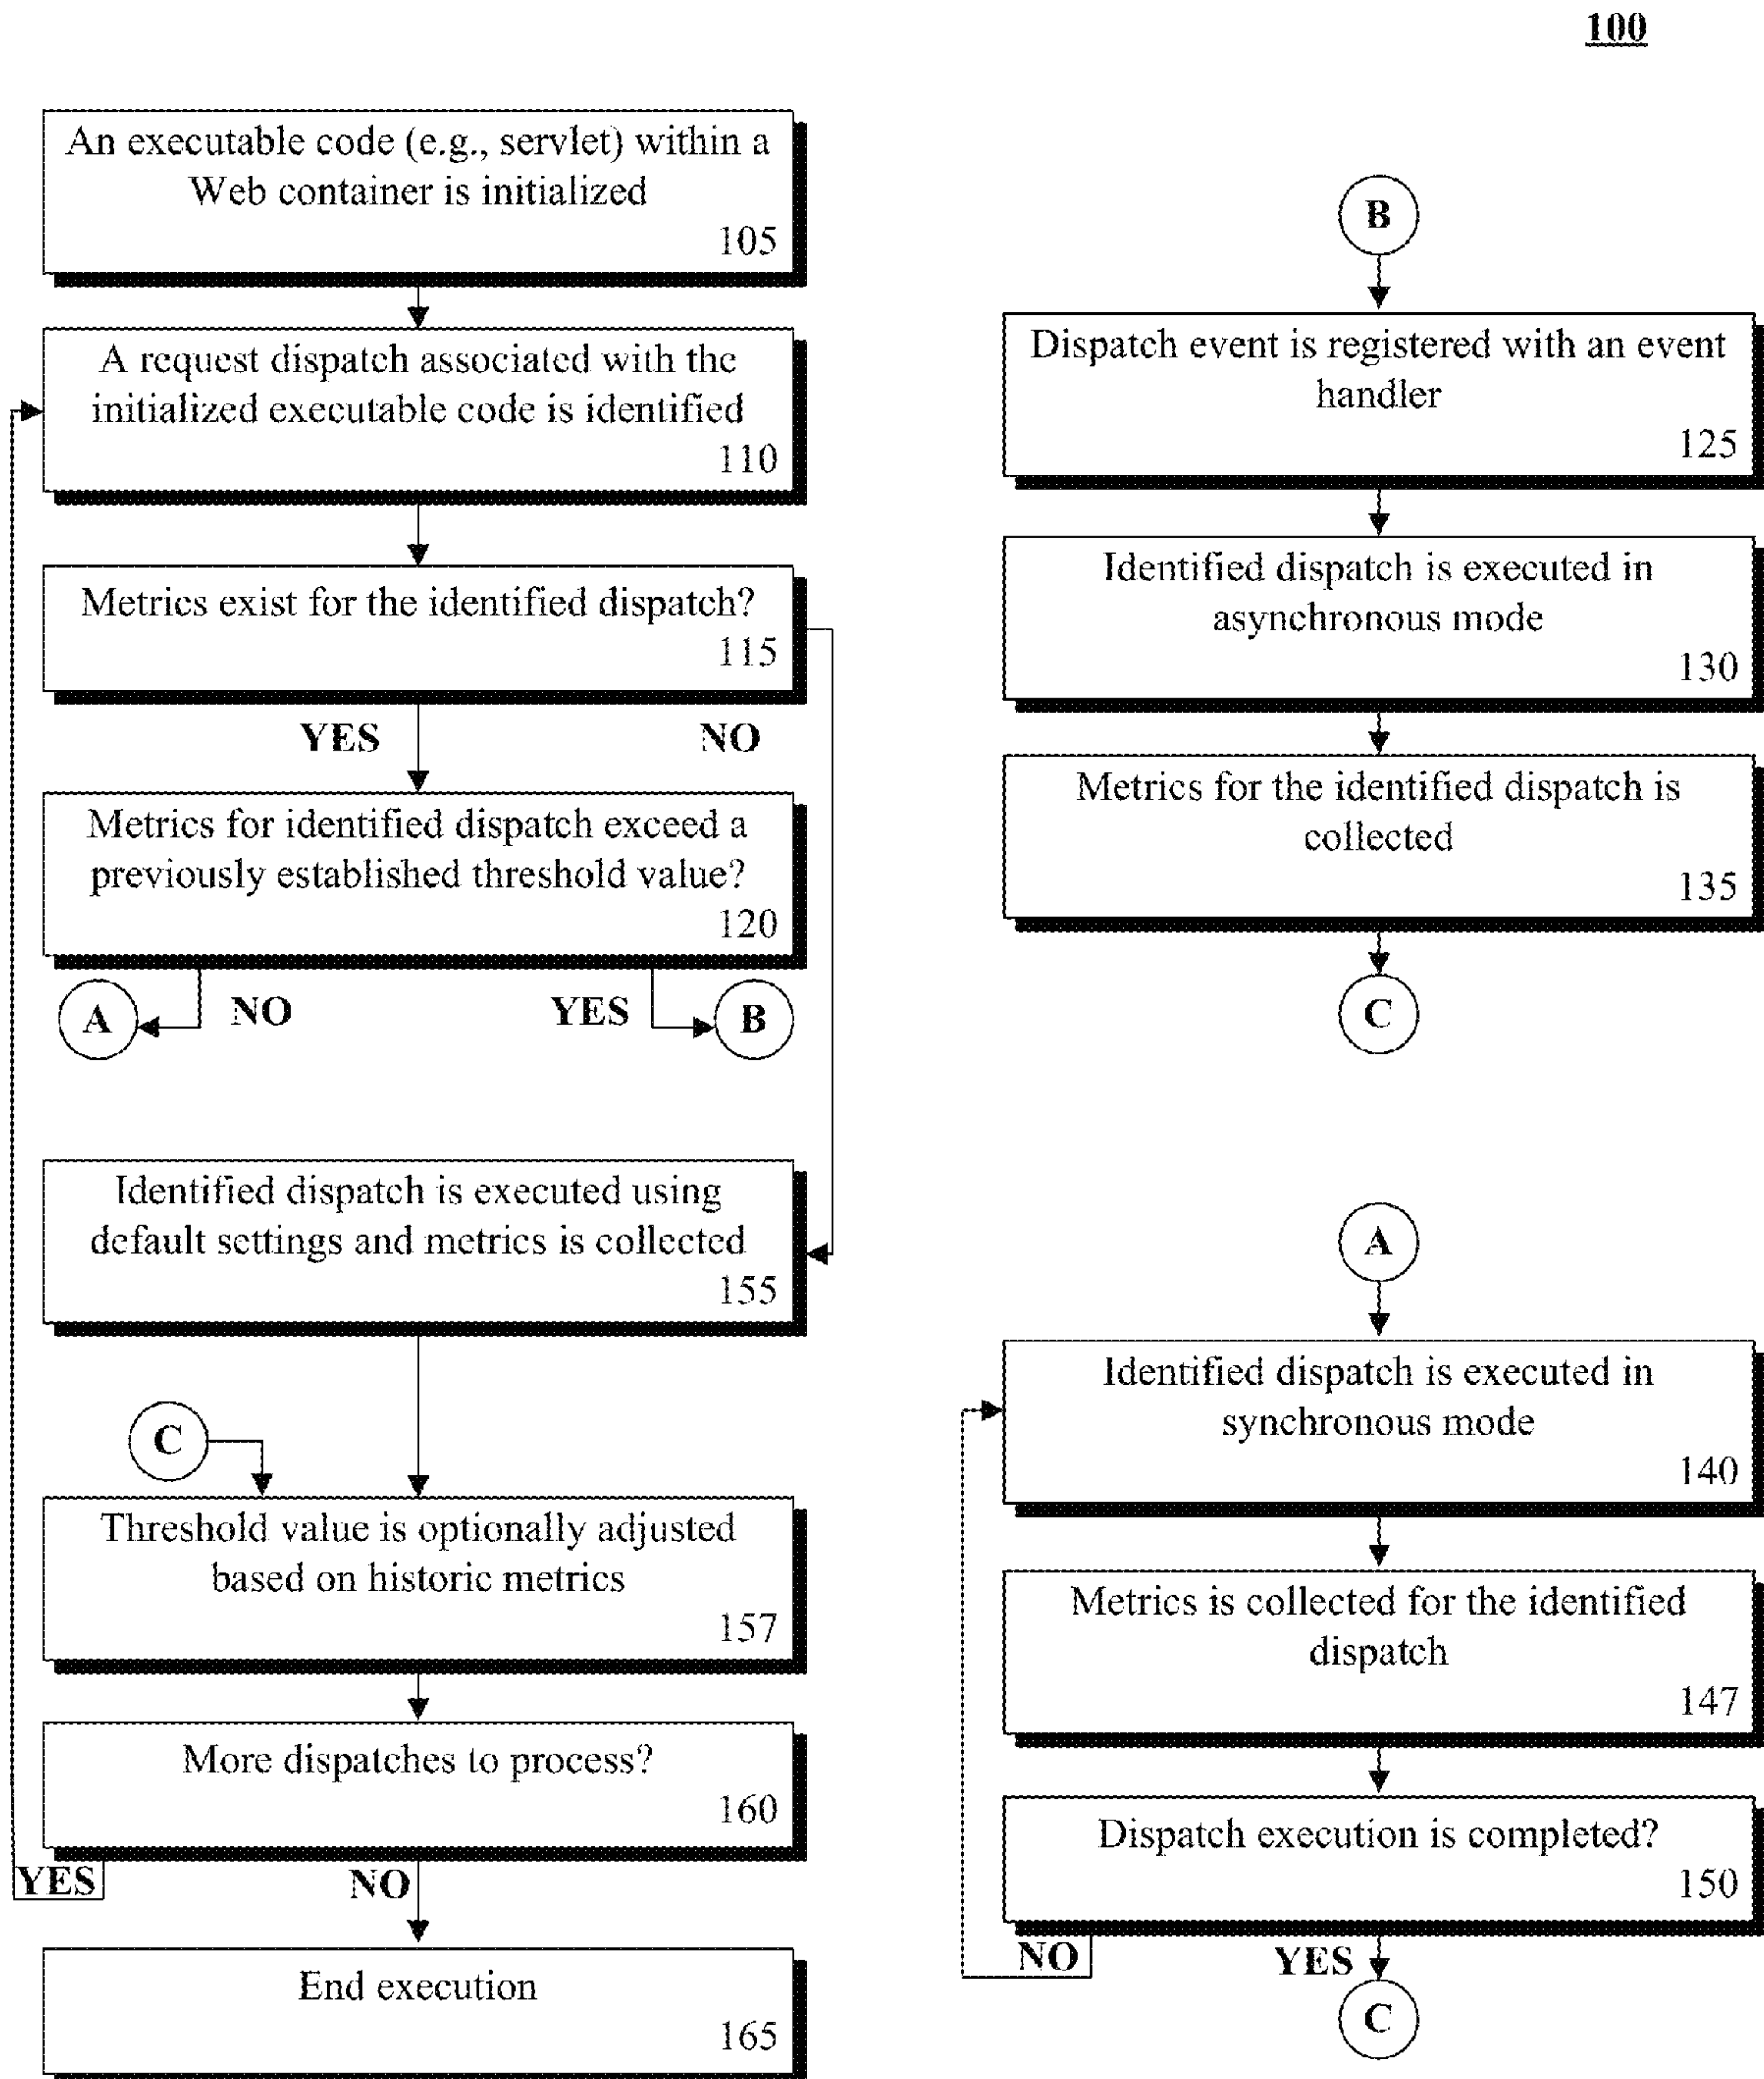 100
An executable code (e.g., servlet) within a
Web container is initialized
105
A request dispatch associated with the
initialized executable code is identified
110
Metrics exist for the identified dispatch?
115
YES
NO
Metrics for identified dispatch exceed a
previously established threshold value?
120
A
NO
YES
B
Identified dispatch is executed using
default settings and metrics is collected
155
C
Threshold value is optionally adjusted
based on historic metrics
157
More dispatches to process?
160
YES
NO
End execution
165
B
Dispatch event is registered with an event
handler
125
Identified dispatch is executed in
asynchronous mode
130
Metrics for the identified dispatch is
collected
135
C
A
Identified dispatch is executed in
synchronous mode
140
Metrics is collected for the identified
dispatch
147
Dispatch execution is completed?
150
NO
YES
C